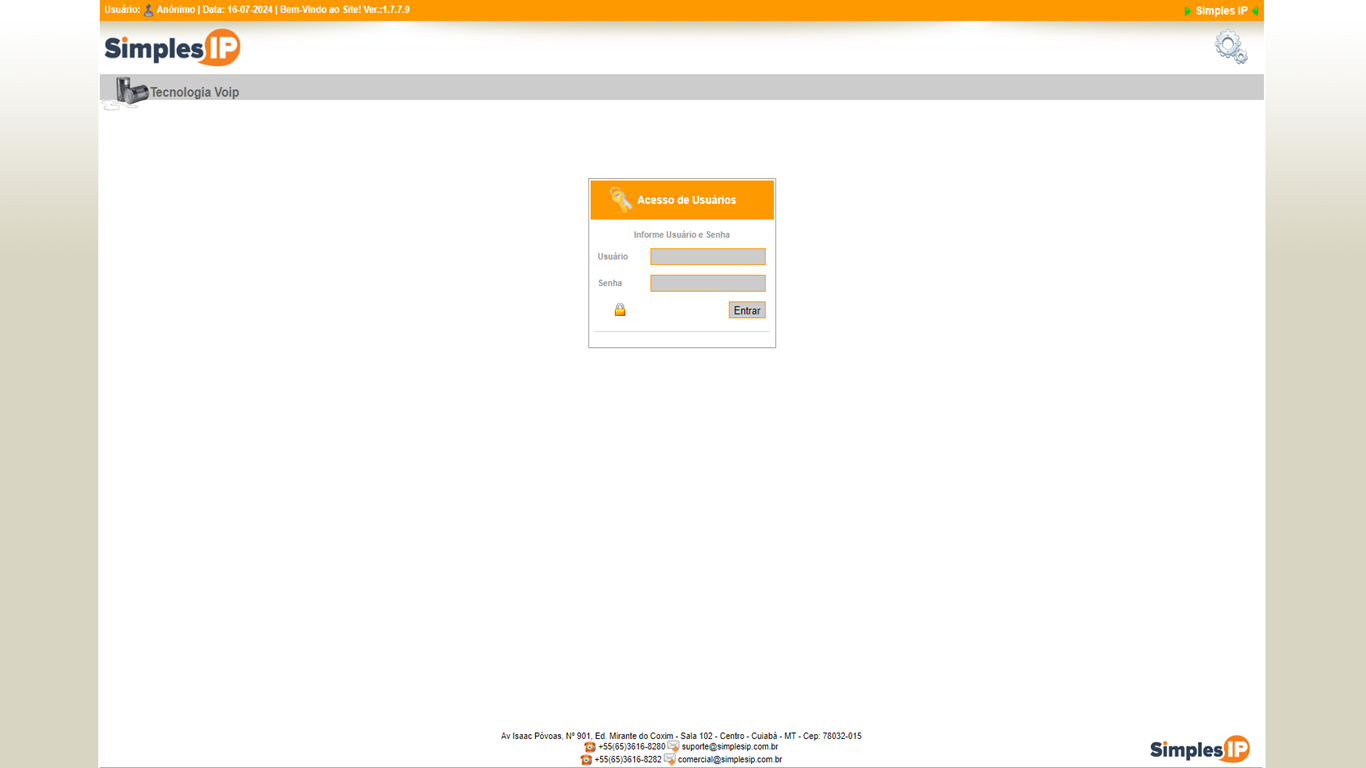 Usuário: Anônimo | Data: 16-07-2024 | Bem-Vindo ao Site! Ver.:1.7.7.9
Simples IP
SimplesIP
Tecnologia Voip
Acesso de Usuários
Informe Usuário e Senha
Usuário
Senha
Entrar
Av Isaac Póvoas, Nº 901, Ed. Mirante do Coxim - Sala 102 - Centro - Cuiabá - MT - Cep: 78032-015
+55(65)3616-8280 suporte@simplesip.com.br
+55(65)3616-8282 comercial@simplesip.com.br
SimplesIP